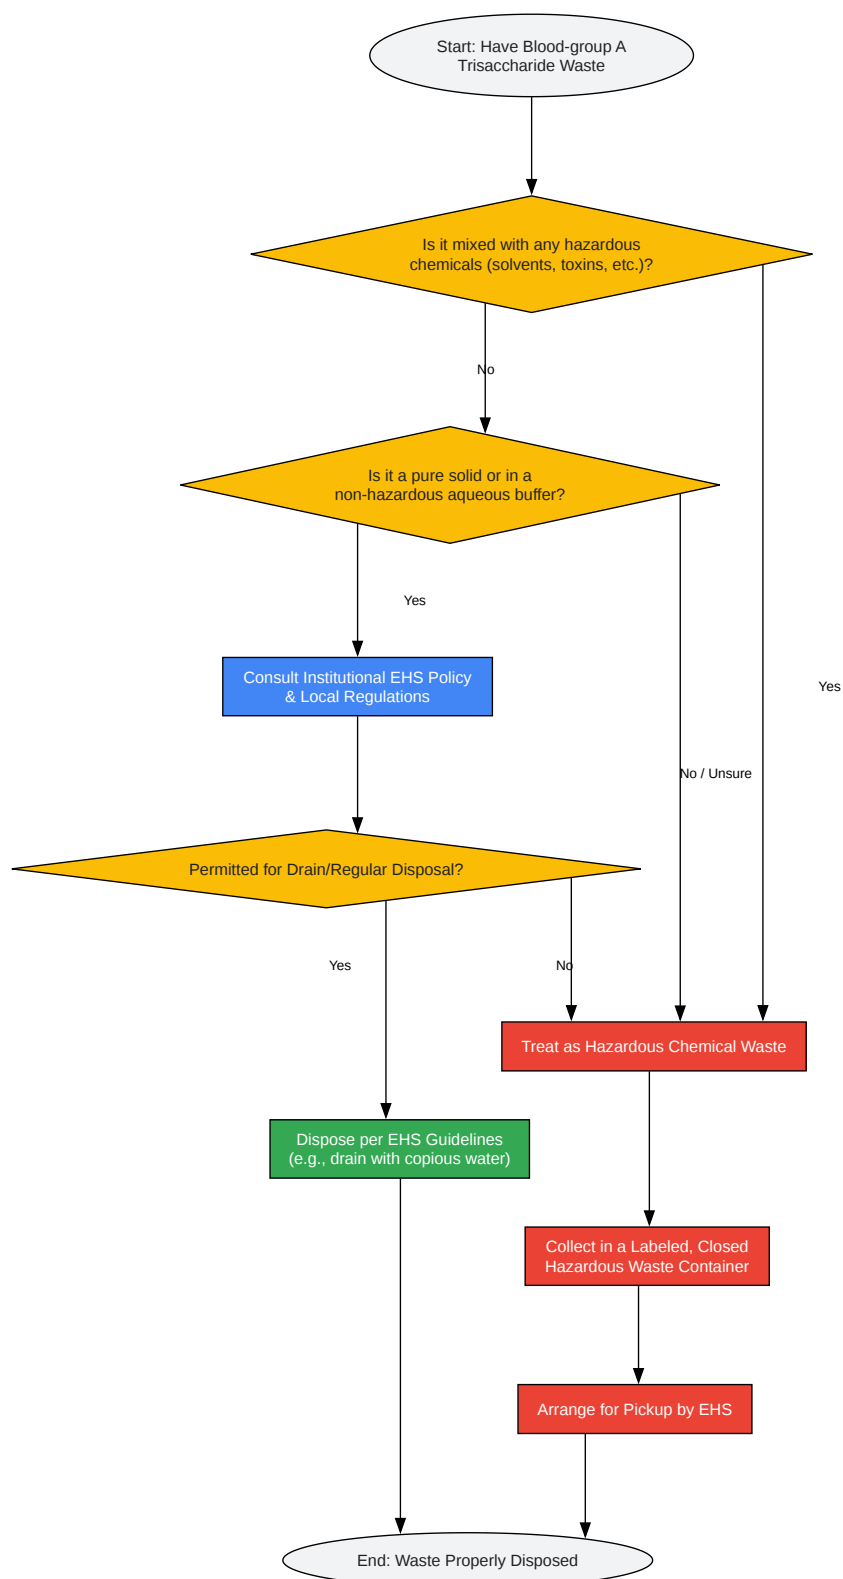 Start: Have Blood-group A
Trisaccharide Waste
Is it mixed with any hazardous
chemicals (solvents, toxins, etc.)?
No
Is it a pure solid or in a
non-hazardous aqueous buffer?
Yes
Consult Institutional EHS Policy
& Local Regulations
Yes
No / Unsure
Permitted for Drain/Regular Disposal?
Yes
No
Treat as Hazardous Chemical Waste
Dispose per EHS Guidelines
(e.g., drain with copious water)
Collect in a Labeled, Closed
Hazardous Waste Container
Arrange for Pickup by EHS
End: Waste Properly Disposed